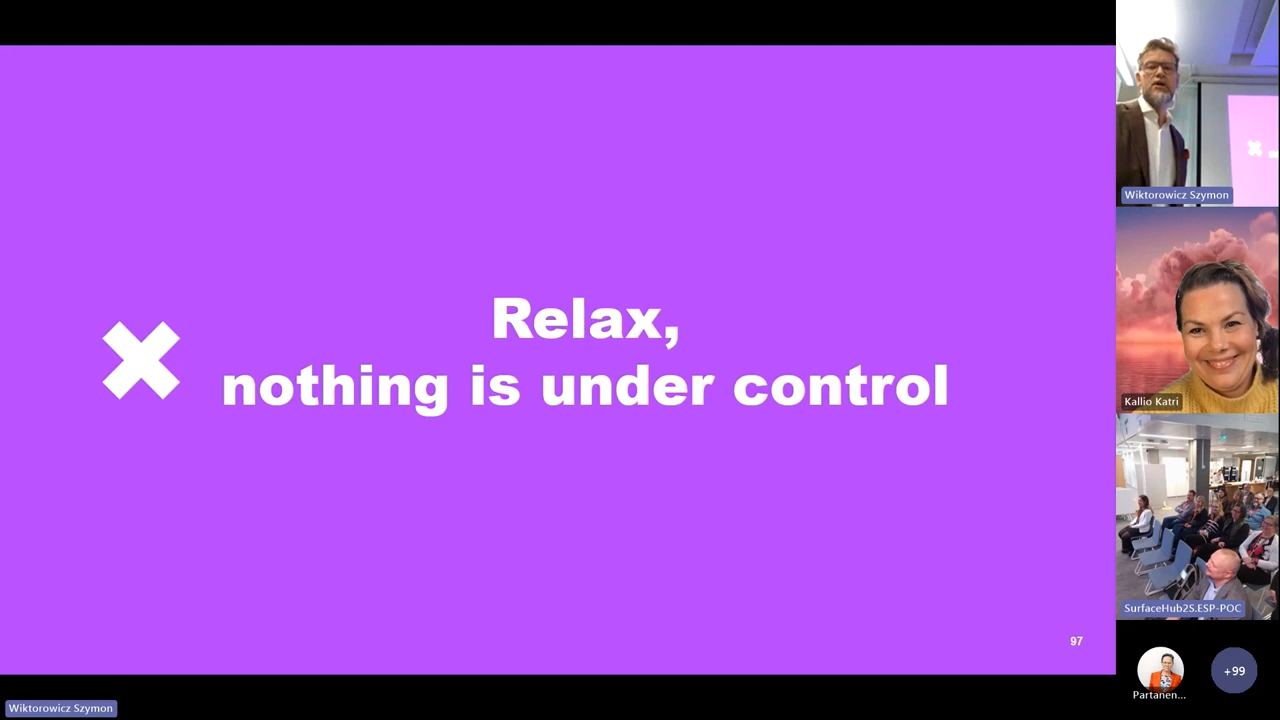 Relax,
nothing is under control
97
Wiktorowicz Szymon
Wiktorowicz Szymon
Kallio Katri
SurfaceHub2S.ESP-POC
Partanen...
+99